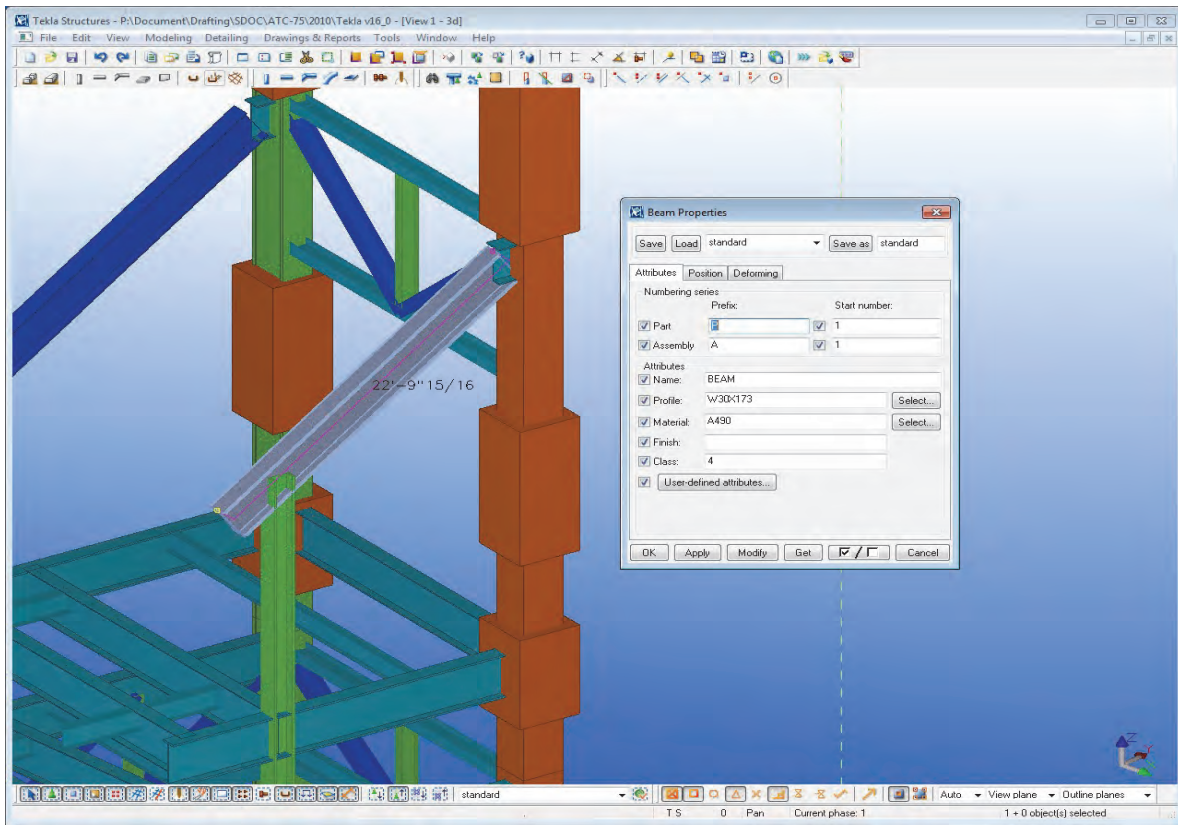 Tekla Structures - P:\Document\Drafting\SDOC\ATC-75\2010\Tekla v16_0 - [View 1 - 3d]
File Edit View Modeling Detailing Drawings & Reports Tools Window Help
Beam Properties
Save Load standard Save as standard
Attributes Position Deforming
Numbering series
Prefix: Start number:
Part P 1
Assembly A 1
Attributes
Name: BEAM
Profile: W30X173 Select...
Material: A490 Select...
Finish:
Class: 4
User-defined attributes...
OK Apply Modify Get / Cancel
22'-9"15/16
Z
standard Auto View plane Outline planes
T S 0 Pan Current phase: 1 1 + 0 object(s) selected